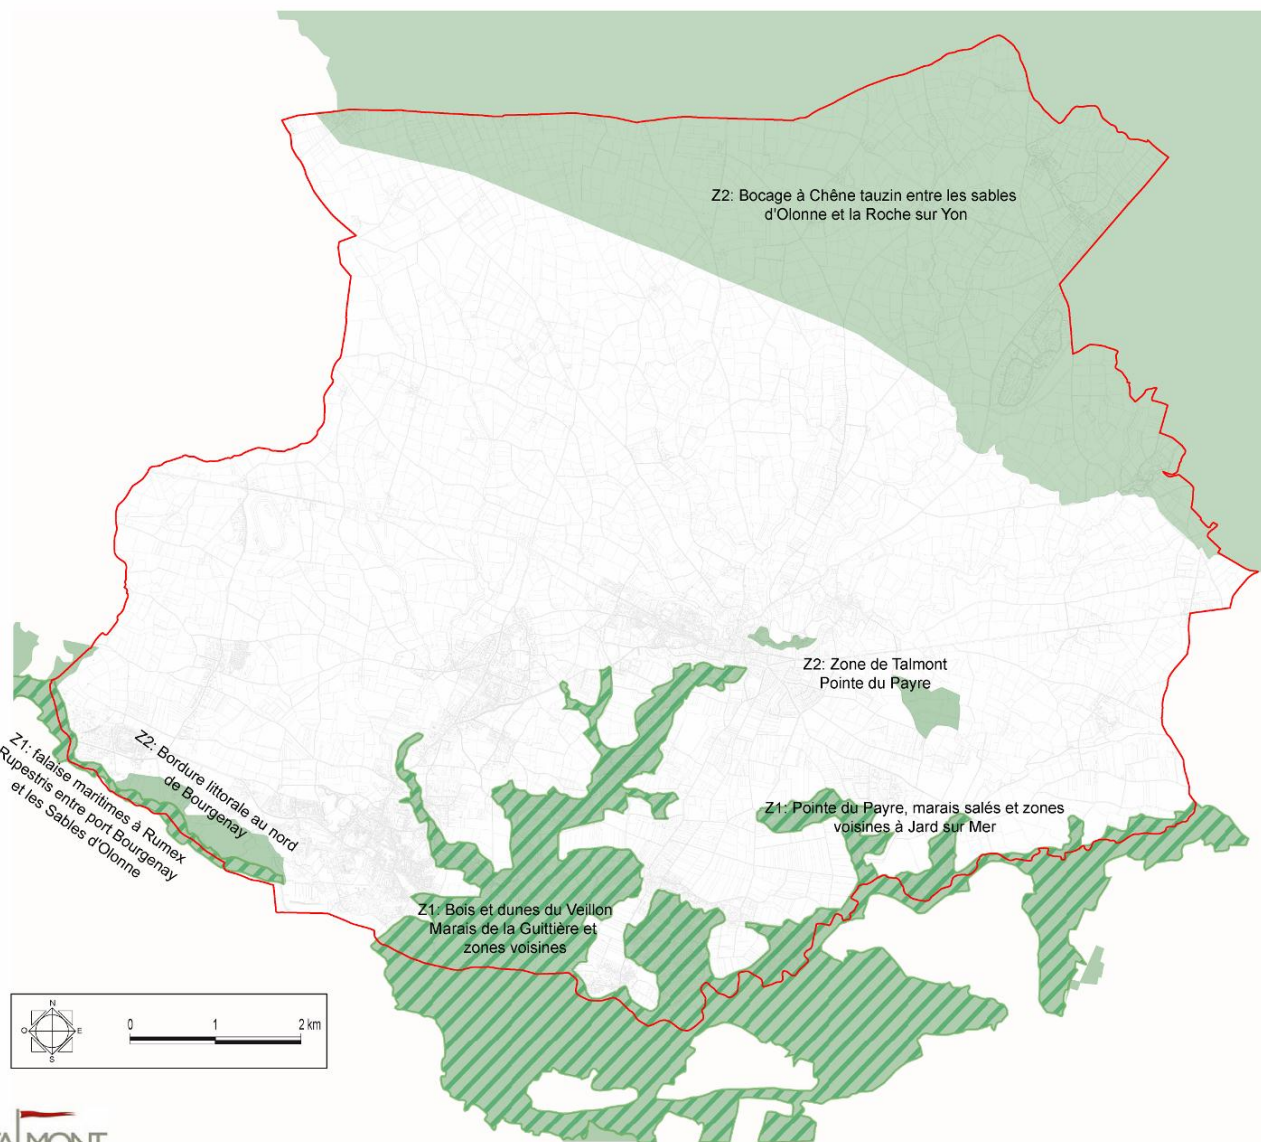 Z2: Bocage à Chêne tauzin entre les sables
d'Olonne et la Roche sur Yon
Z2: Zone de Talmont
Pointe du Payre
Z2: Bordure littorale au nord
de Bourgenay
Z1: falaise maritimes à Rumex
Rupestris entre port Bourgenay
et les Sables d'Olonne
Z1: Pointe du Payre, marais salés et zones
voisines à Jard sur Mer
Z1: Bois et dunes du Veillon
Marais de la Guittière et
zones voisines
N
O E
S
0 1 2 km
TALMONT